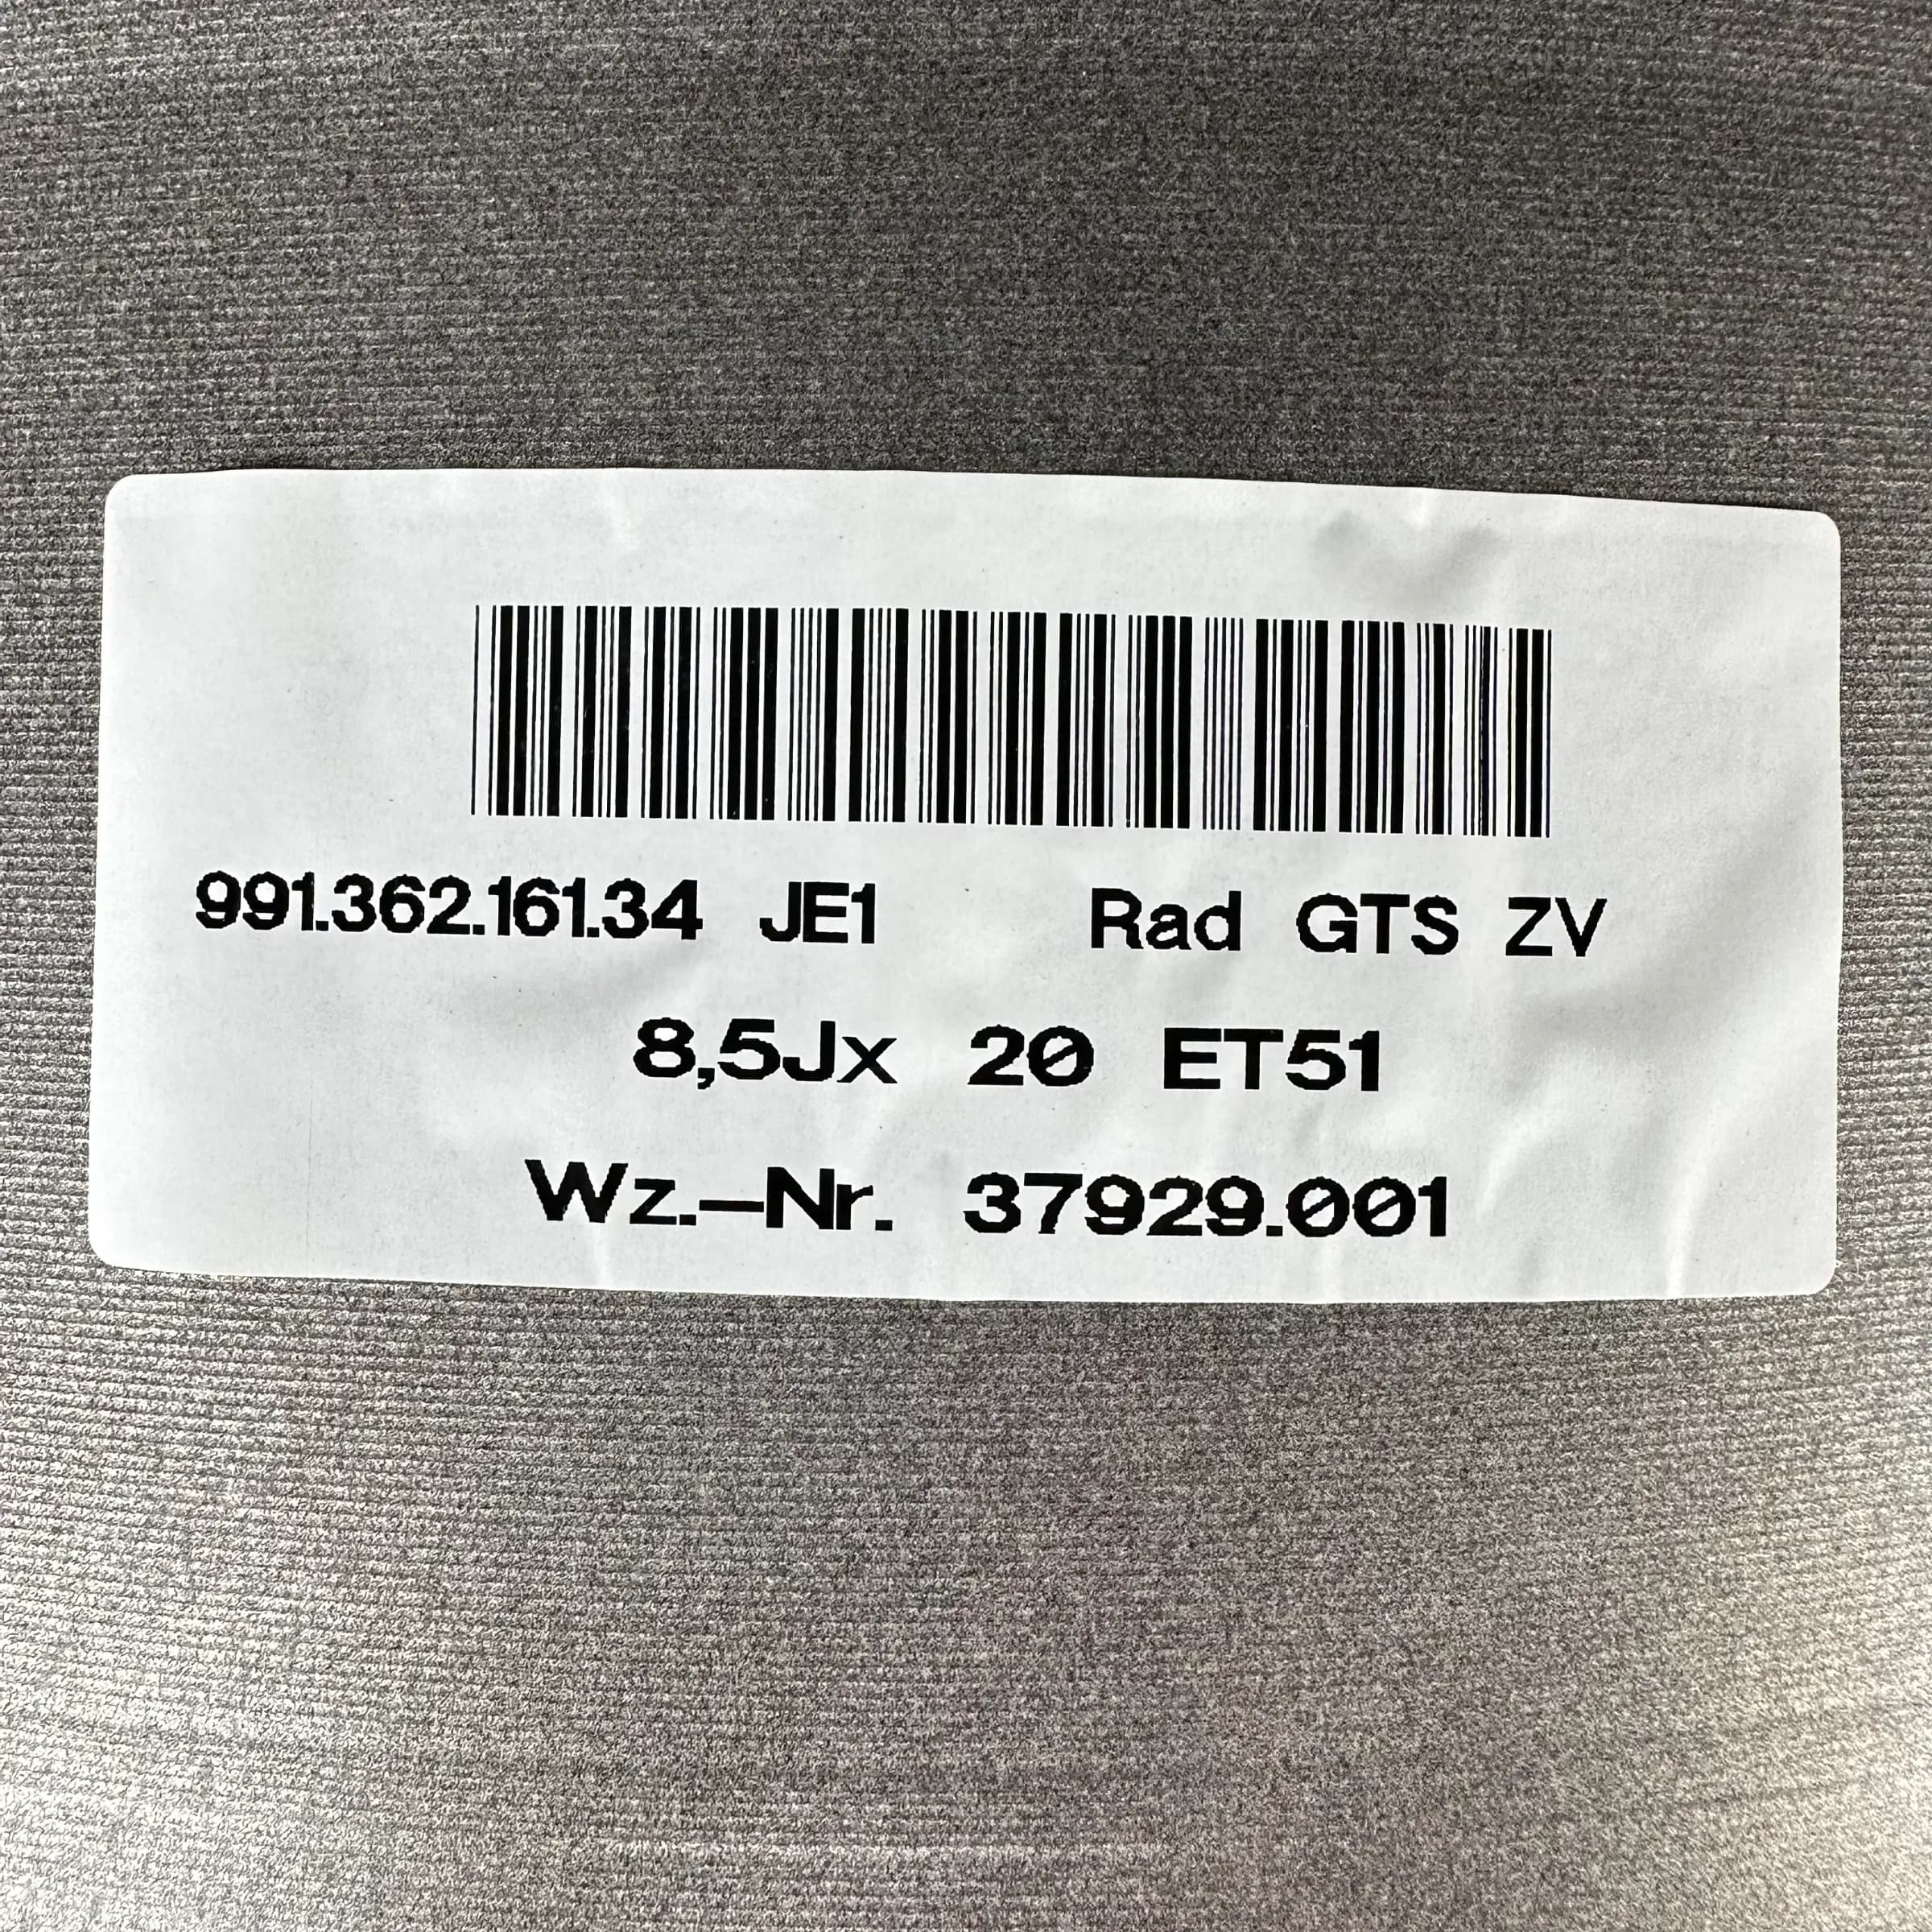 991.362.161.34 JE1 Rad GTS ZV
8,5Jx 20 ET51
Wz.-Nr. 37929.001